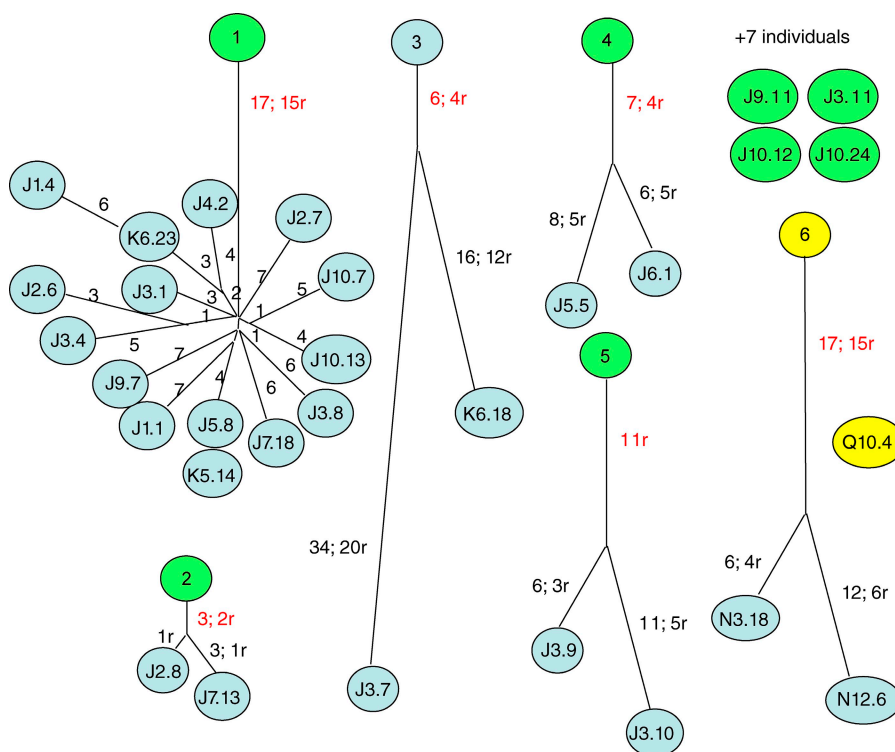 1
17; 15r
J1.4
6
K6.23
J4.2
J2.7
3
4
7
J10.7
J2.6
3
J3.1
3
2
1
5
J3.4
5
1
1
4
J10.13
J9.7
7
6
J3.8
J1.1
7
4
6
J5.8
J7.18
K5.14
2
3; 2r
1r
3; 1r
J2.8
J7.13
3
6; 4r
16; 12r
K6.18
34; 20r
J3.7
4
7; 4r
8; 5r
6; 5r
J5.5
J6.1
5
11r
6; 3r
11; 5r
J3.9
J3.10
+7 individuals
J9.11
J3.11
J10.12
J10.24
6
17; 15r
Q10.4
6; 4r
12; 6r
N3.18
N12.6